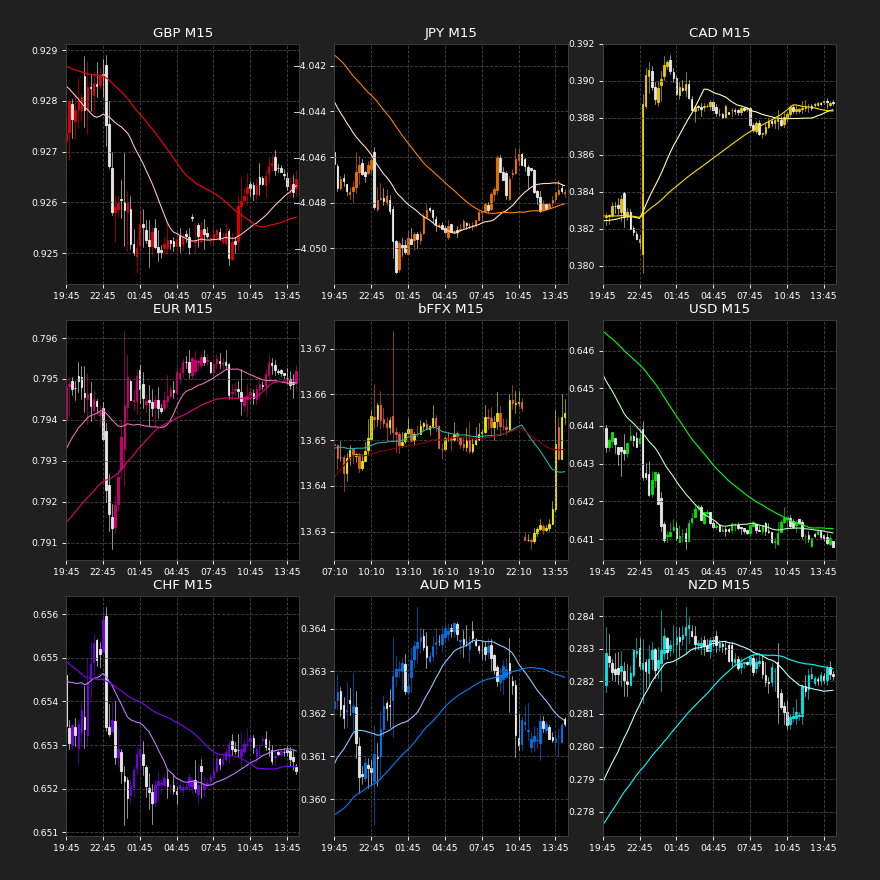 GBP M15
0.929
0.928
0.927
0.926
0.925
19:45 22:45 01:45 04:45 07:45 10:45 13:45
JPY M15
−4.042
−4.044
−4.046
−4.048
−4.050
19:45 22:45 01:45 04:45 07:45 10:45 13:45
CAD M15
0.392
0.390
0.388
0.386
0.384
0.382
0.380
19:45 22:45 01:45 04:45 07:45 10:45 13:45
EUR M15
0.796
0.795
0.794
0.793
0.792
0.791
19:45 22:45 01:45 04:45 07:45 10:45 13:45
bFFX M15
13.67
13.66
13.65
13.64
13.63
07:10 10:10 13:10 16:10 19:10 22:10 13:55
USD M15
0.646
0.645
0.644
0.643
0.642
0.641
19:45 22:45 01:45 04:45 07:45 10:45 13:45
CHF M15
0.656
0.655
0.654
0.653
0.652
0.651
19:45 22:45 01:45 04:45 07:45 10:45 13:45
AUD M15
0.364
0.363
0.362
0.361
0.360
19:45 22:45 01:45 04:45 07:45 10:45 13:45
NZD M15
0.284
0.283
0.282
0.281
0.280
0.279
0.278
19:45 22:45 01:45 04:45 07:45 10:45 13:45